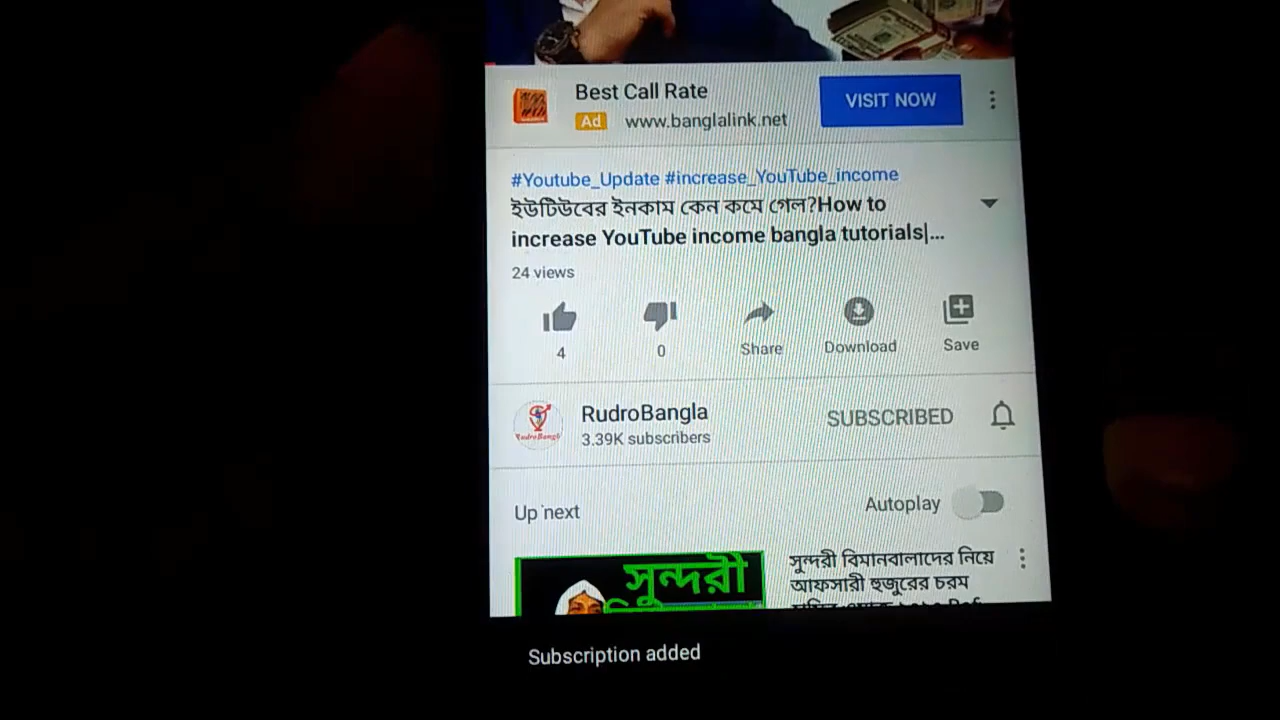 Best Call Rate
VISIT NOW
Ad www.banglalink.net
#Youtube_Update #increase_YouTube_income
ইউটিউবের ইনকাম কেন কমে গেল?How to
increase YouTube income bangla tutorials|...
24 views
4
0
Share
Download
Save
RudroBangla
3.39K subscribers
SUBSCRIBED
RudroBangla
Up next
Autoplay
সুন্দরী
সুন্দরী বিমানবালাদের নিয়ে
আফসারী হুজুরের চরম
Subscription added